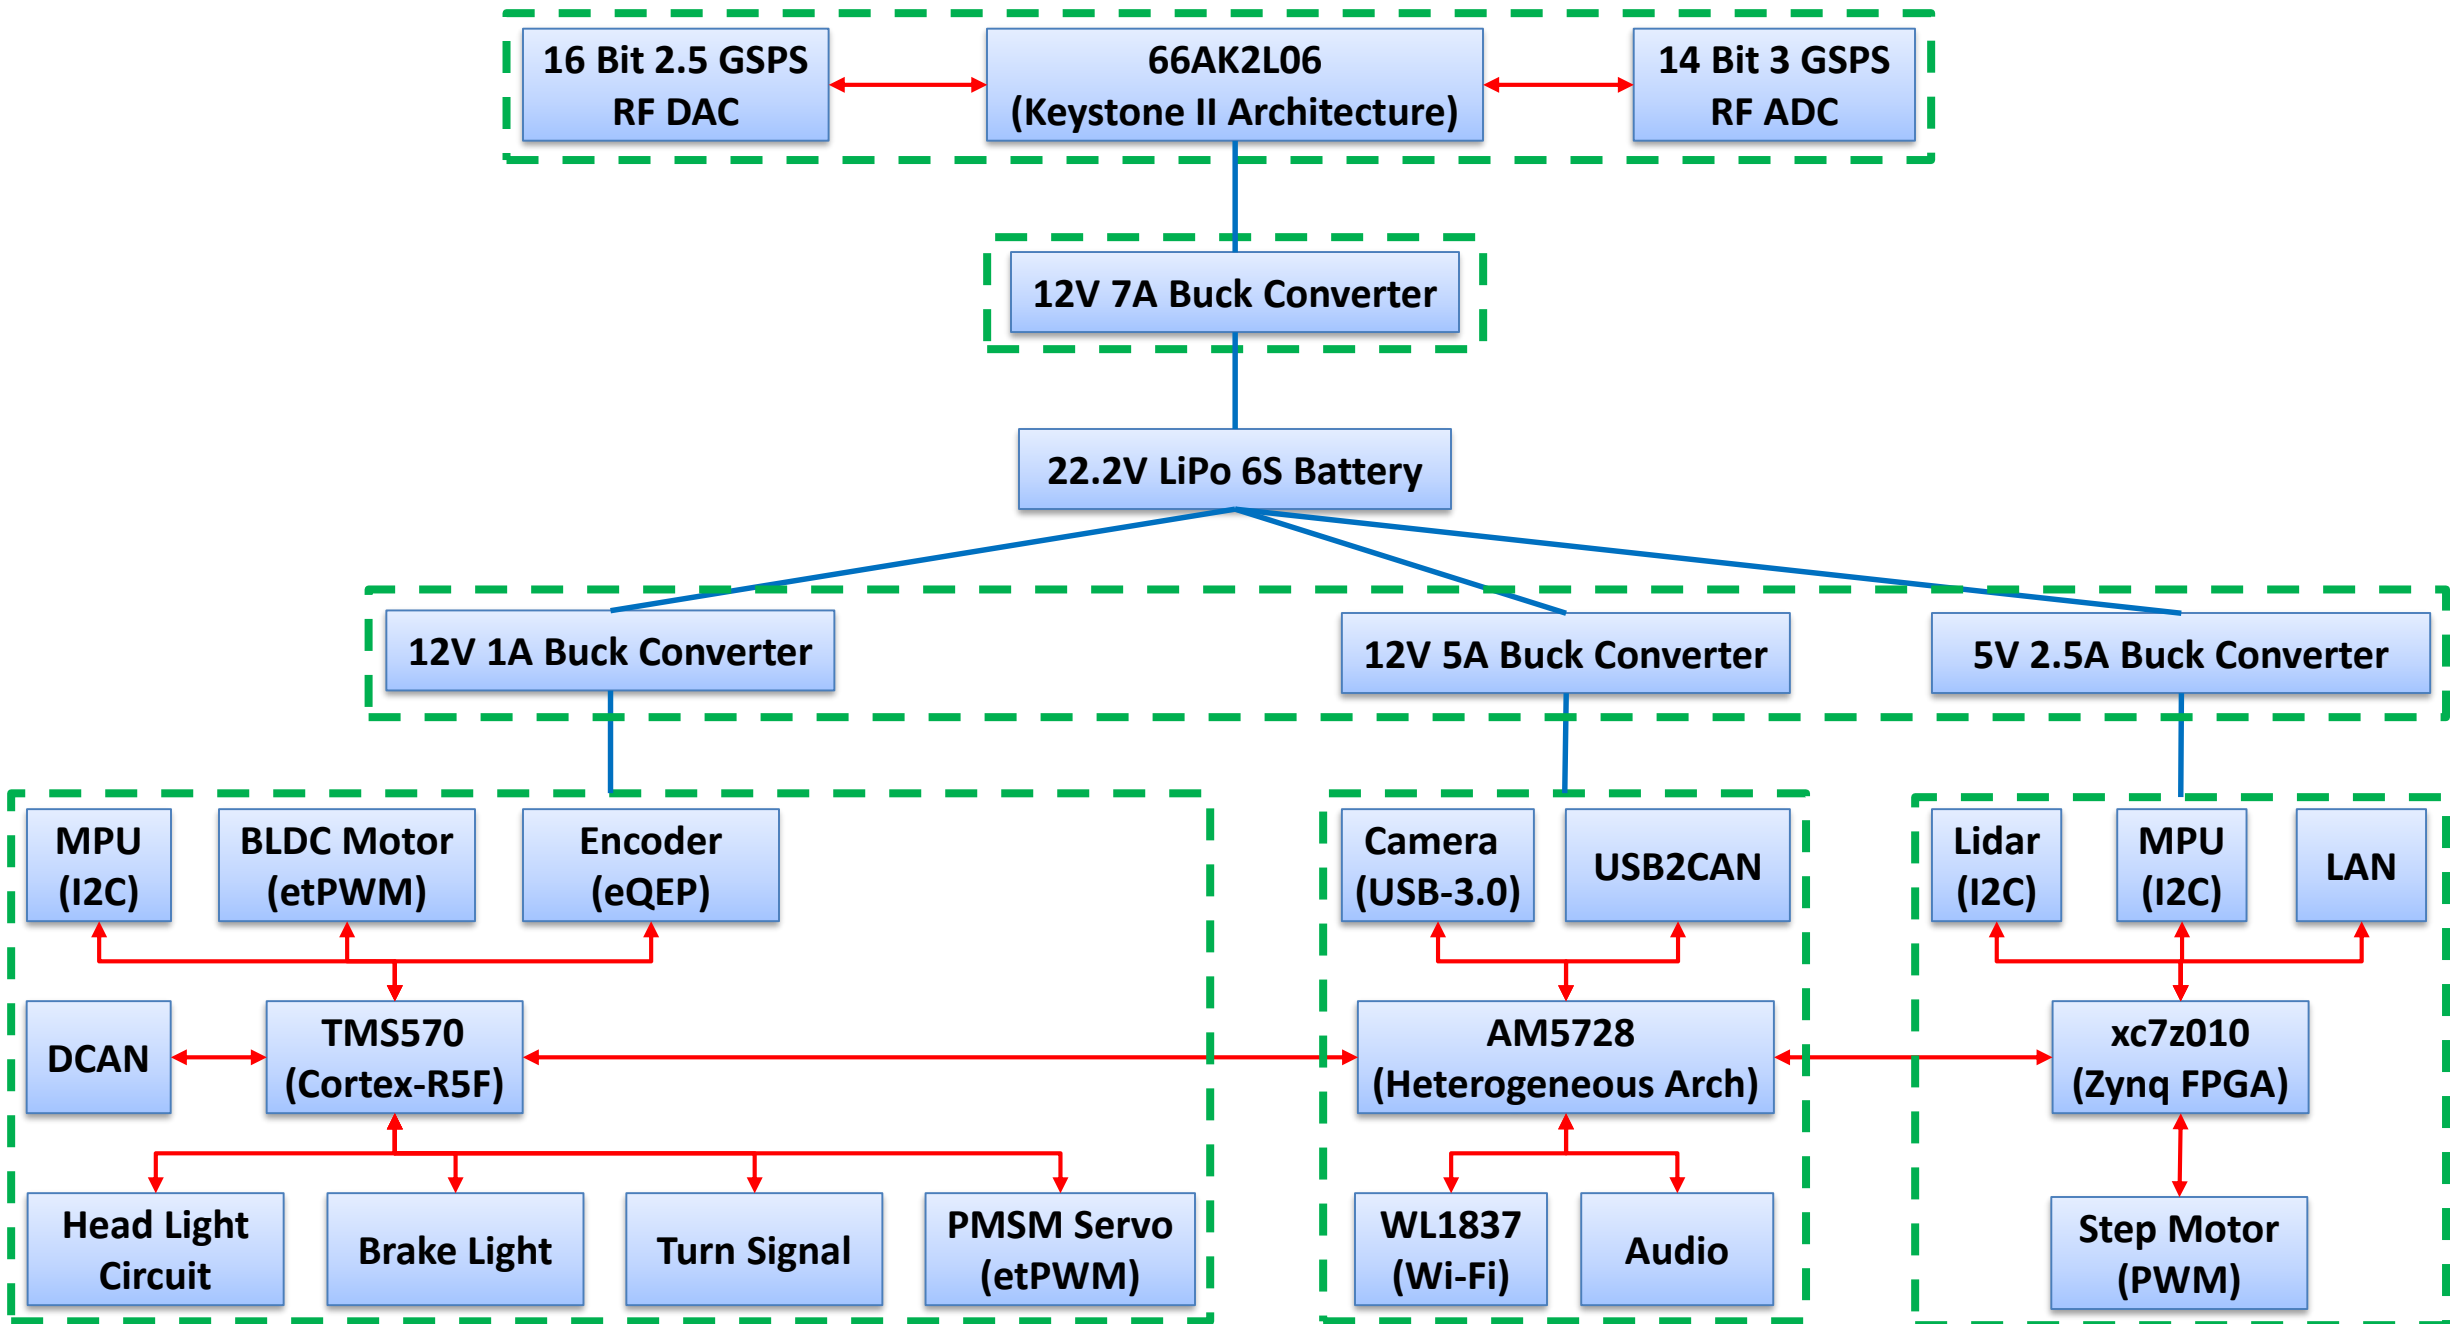 16 Bit 2.5 GSPS
RF DAC
66AK2L06
(Keystone II Architecture)
14 Bit 3 GSPS
RF ADC
12V 7A Buck Converter
22.2V LiPo 6S Battery
12V 1A Buck Converter
12V 5A Buck Converter
5V 2.5A Buck Converter
MPU
(I2C)
BLDC Motor
(etPWM)
Encoder
(eQEP)
Camera
(USB-3.0)
USB2CAN
Lidar
(I2C)
MPU
(I2C)
LAN
DCAN
TMS570
(Cortex-R5F)
AM5728
(Heterogeneous Arch)
xc7z010
(Zynq FPGA)
Head Light
Circuit
Brake Light
Turn Signal
PMSM Servo
(etPWM)
WL1837
(Wi-Fi)
Audio
Step Motor
(PWM)